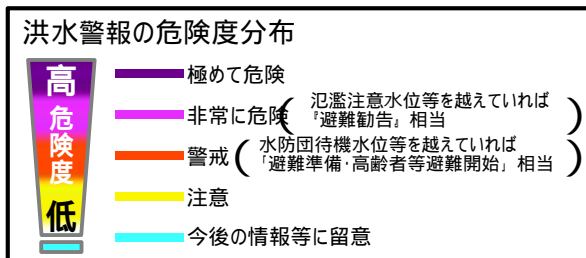 洪水警報の危険度分布
高
危険度
低
極めて危険
非常に危険(氾濫注意水位等を越えていれば
『避難勧告』相当)
警戒(水防団待機水位等を越えていれば
「避難準備・高齢者等避難開始」相当)
注意
今後の情報等に留意